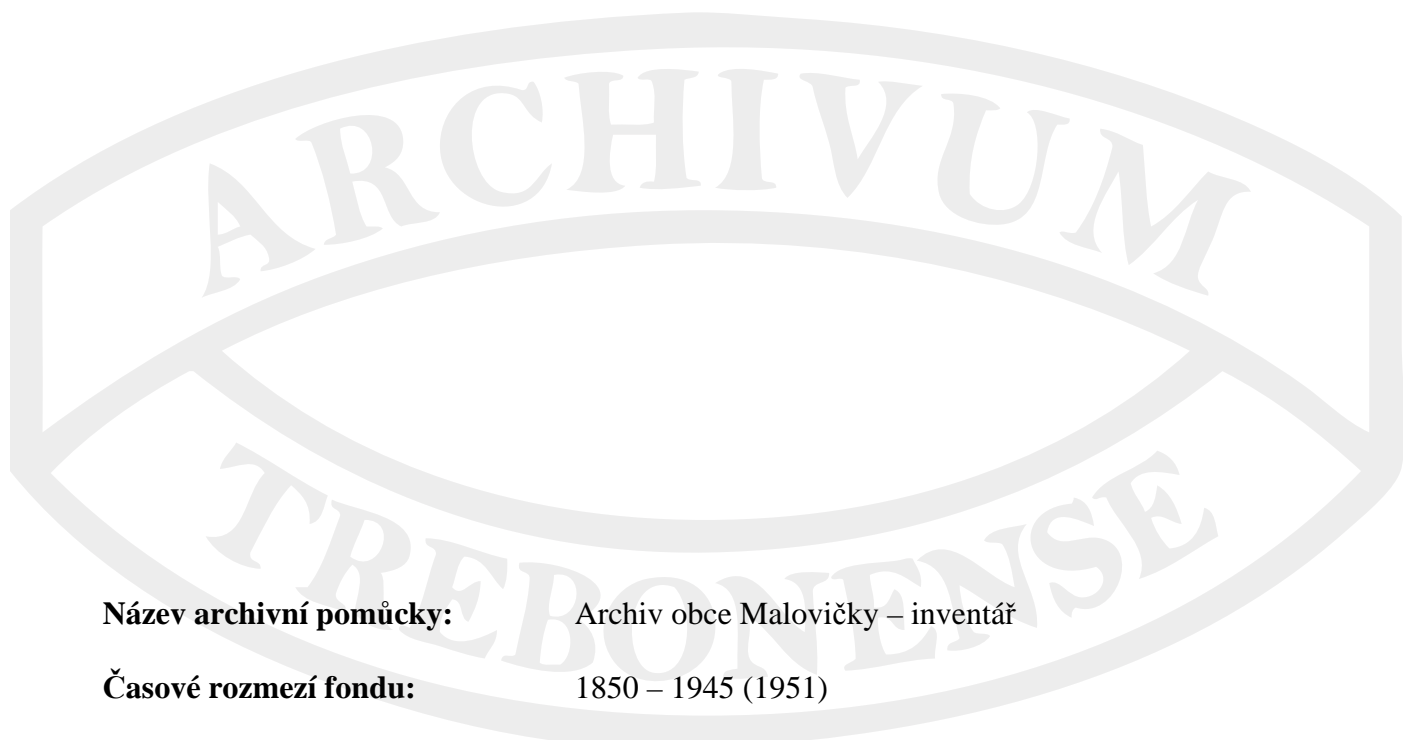 ARCHIVUM
TREBONENSE
Název archivní pomůcky: Archiv obce Malovičky – inventář
Časové rozmezí fondu: 1850 – 1945 (1951)